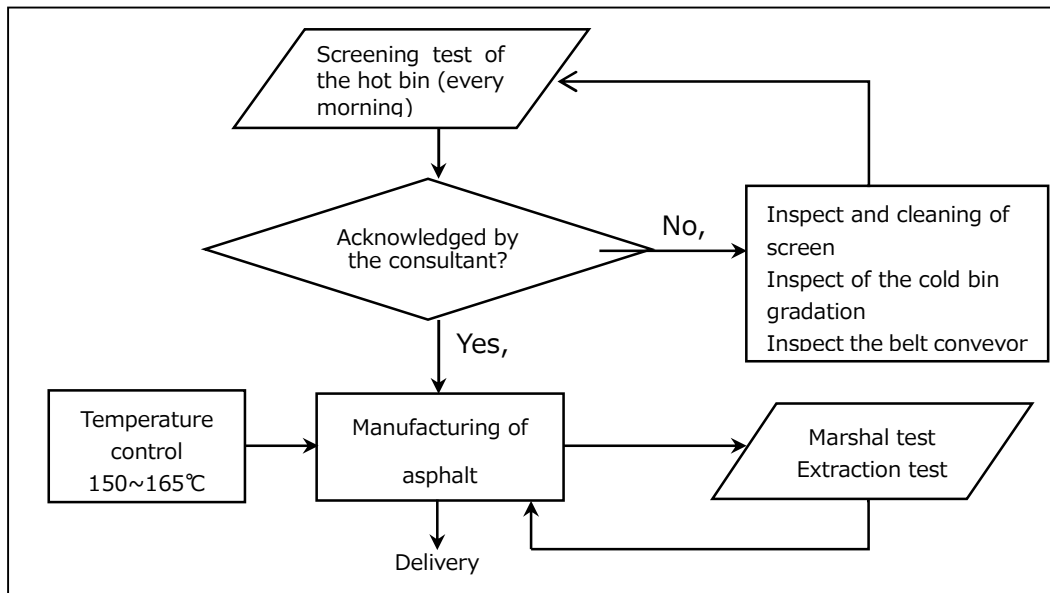 Screening test of
the hot bin (every
morning)
Acknowledged by
the consultant?
No,
Inspect and cleaning of
screen
Inspect of the cold bin
gradation
Inspect the belt conveyor
Yes,
Temperature
control
150~165℃
Manufacturing of
asphalt
Marshal test
Extraction test
Delivery